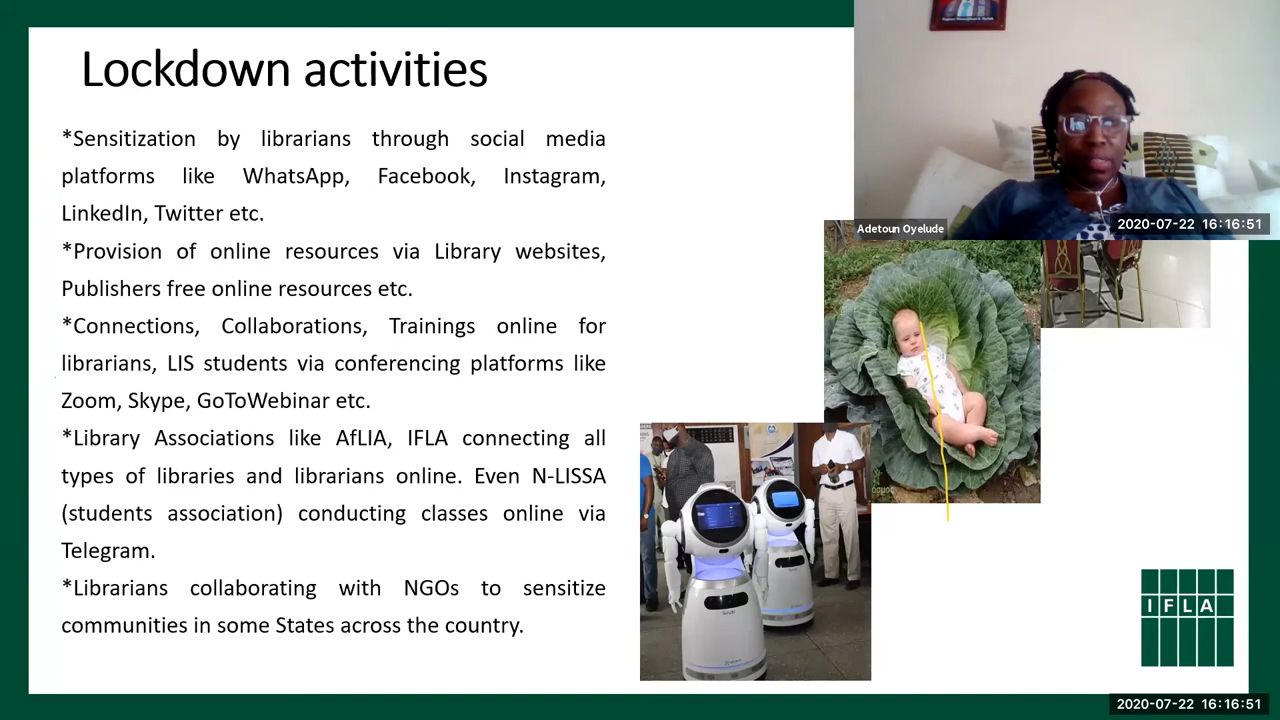 Lockdown activities
*Sensitization by librarians through social media
platforms like WhatsApp, Facebook, Instagram,
LinkedIn, Twitter etc.
*Provision of online resources via Library websites,
Publishers free online resources etc.
*Connections, Collaborations, Trainings online for
librarians, LIS students via conferencing platforms like
Zoom, Skype, GoToWebinar etc.
*Library Associations like AfLIA, IFLA connecting all
types of libraries and librarians online. Even N-LISSA
(students association) conducting classes online via
Telegram.
*Librarians collaborating with NGOs to sensitize
communities in some States across the country.
Adetoun Oyelude
2020-07-22 16:16:51
IFLA
2020-07-22 16:16:51